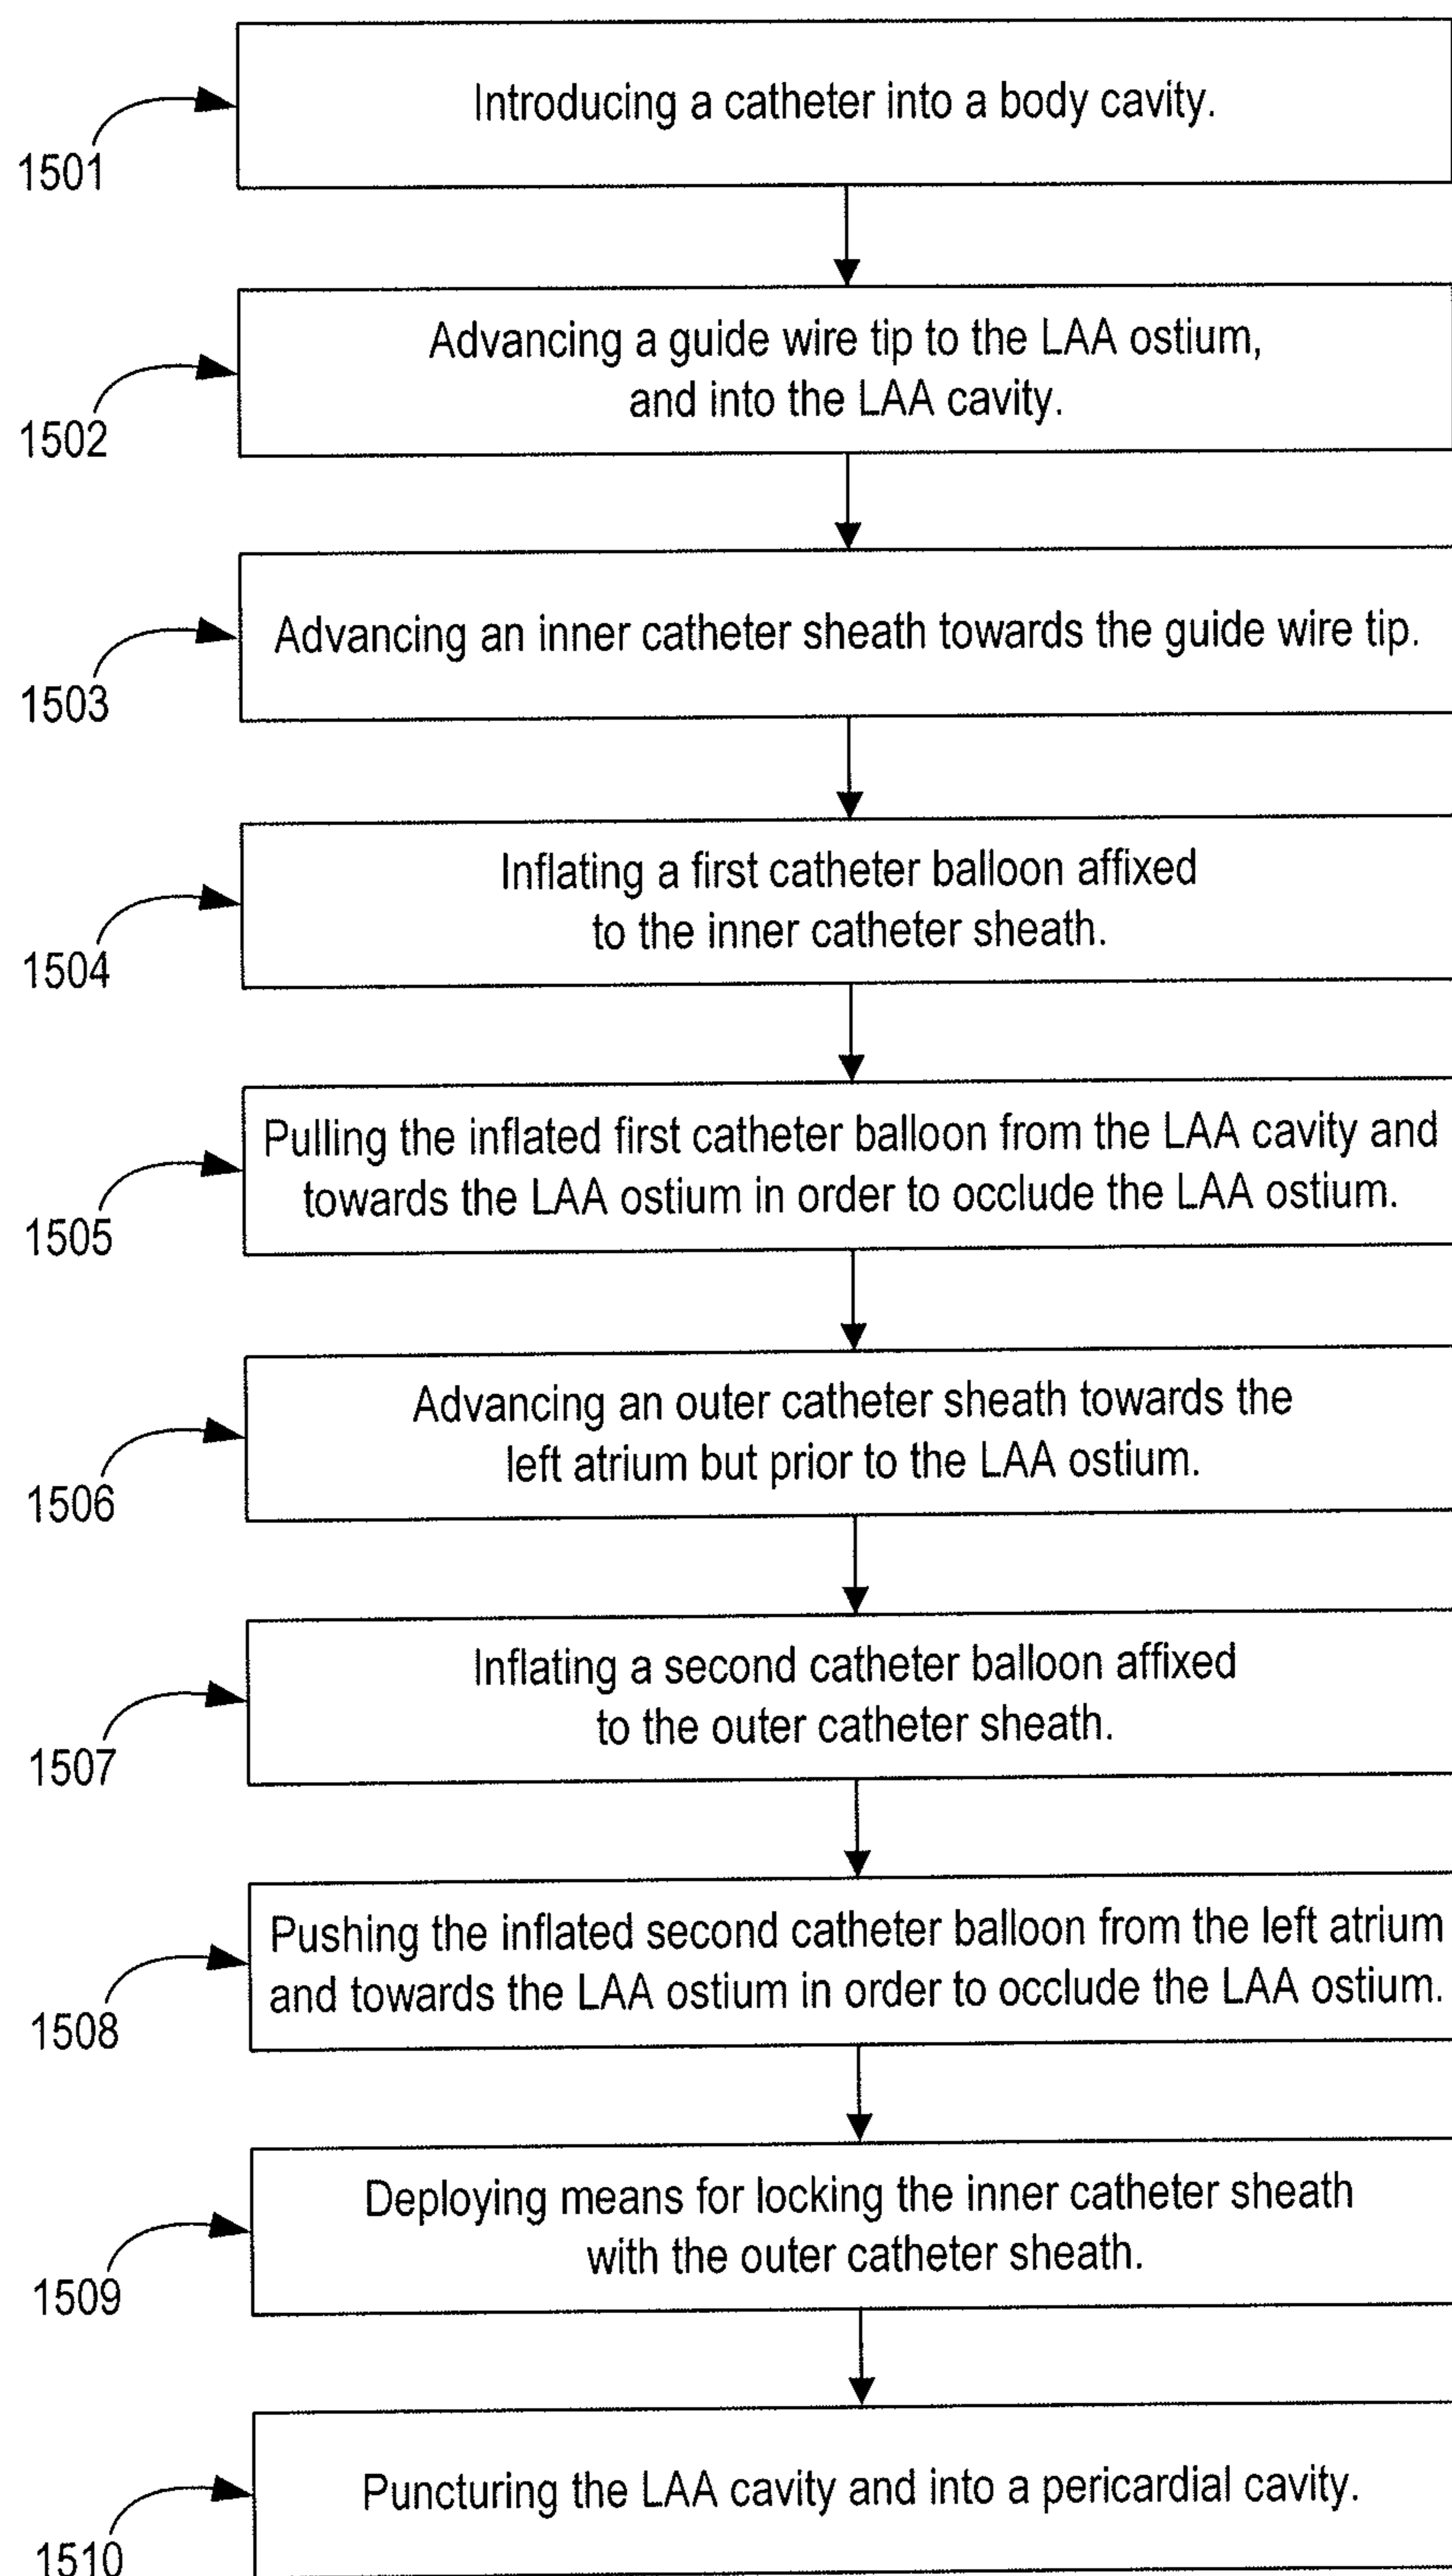 Introducing a catheter into a body cavity.
1501
Advancing a guide wire tip to the LAA ostium,
and into the LAA cavity.
1502
Advancing an inner catheter sheath towards the guide wire tip.
1503
Inflating a first catheter balloon affixed
to the inner catheter sheath.
1504
Pulling the inflated first catheter balloon from the LAA cavity and
towards the LAA ostium in order to occlude the LAA ostium.
1505
Advancing an outer catheter sheath towards the
left atrium but prior to the LAA ostium.
1506
Inflating a second catheter balloon affixed
to the outer catheter sheath.
1507
Pushing the inflated second catheter balloon from the left atrium
and towards the LAA ostium in order to occlude the LAA ostium.
1508
Deploying means for locking the inner catheter sheath
with the outer catheter sheath.
1509
Puncturing the LAA cavity and into a pericardial cavity.
1510